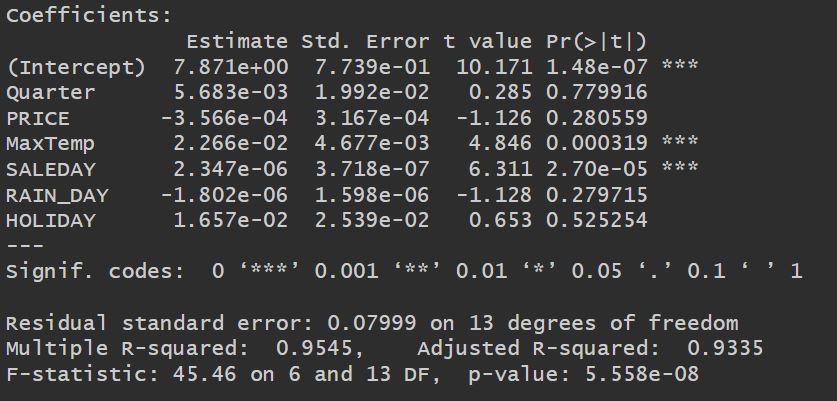 Coefficients:
Estimate Std. Error t value Pr(>|t|)
(Intercept) 7.871e+00 7.739e-01 10.171 1.48e-07 ***
Quarter 5.683e-03 1.992e-02 0.285 0.779916
PRICE -3.566e-04 3.167e-04 -1.126 0.280559
MaxTemp 2.266e-02 4.677e-03 4.846 0.000319 ***
SALEDAY 2.347e-06 3.718e-07 6.311 2.70e-05 ***
RAIN_DAY -1.802e-06 1.598e-06 -1.128 0.279715
HOLIDAY 1.657e-02 2.539e-02 0.653 0.525254
---
Signif. codes: 0 ‘***’ 0.001 ‘**’ 0.01 ‘*’ 0.05 ‘.’ 0.1 ‘ ’ 1
Residual standard error: 0.07999 on 13 degrees of freedom
Multiple R-squared: 0.9545, Adjusted R-squared: 0.9335
F-statistic: 45.46 on 6 and 13 DF, p-value: 5.558e-08